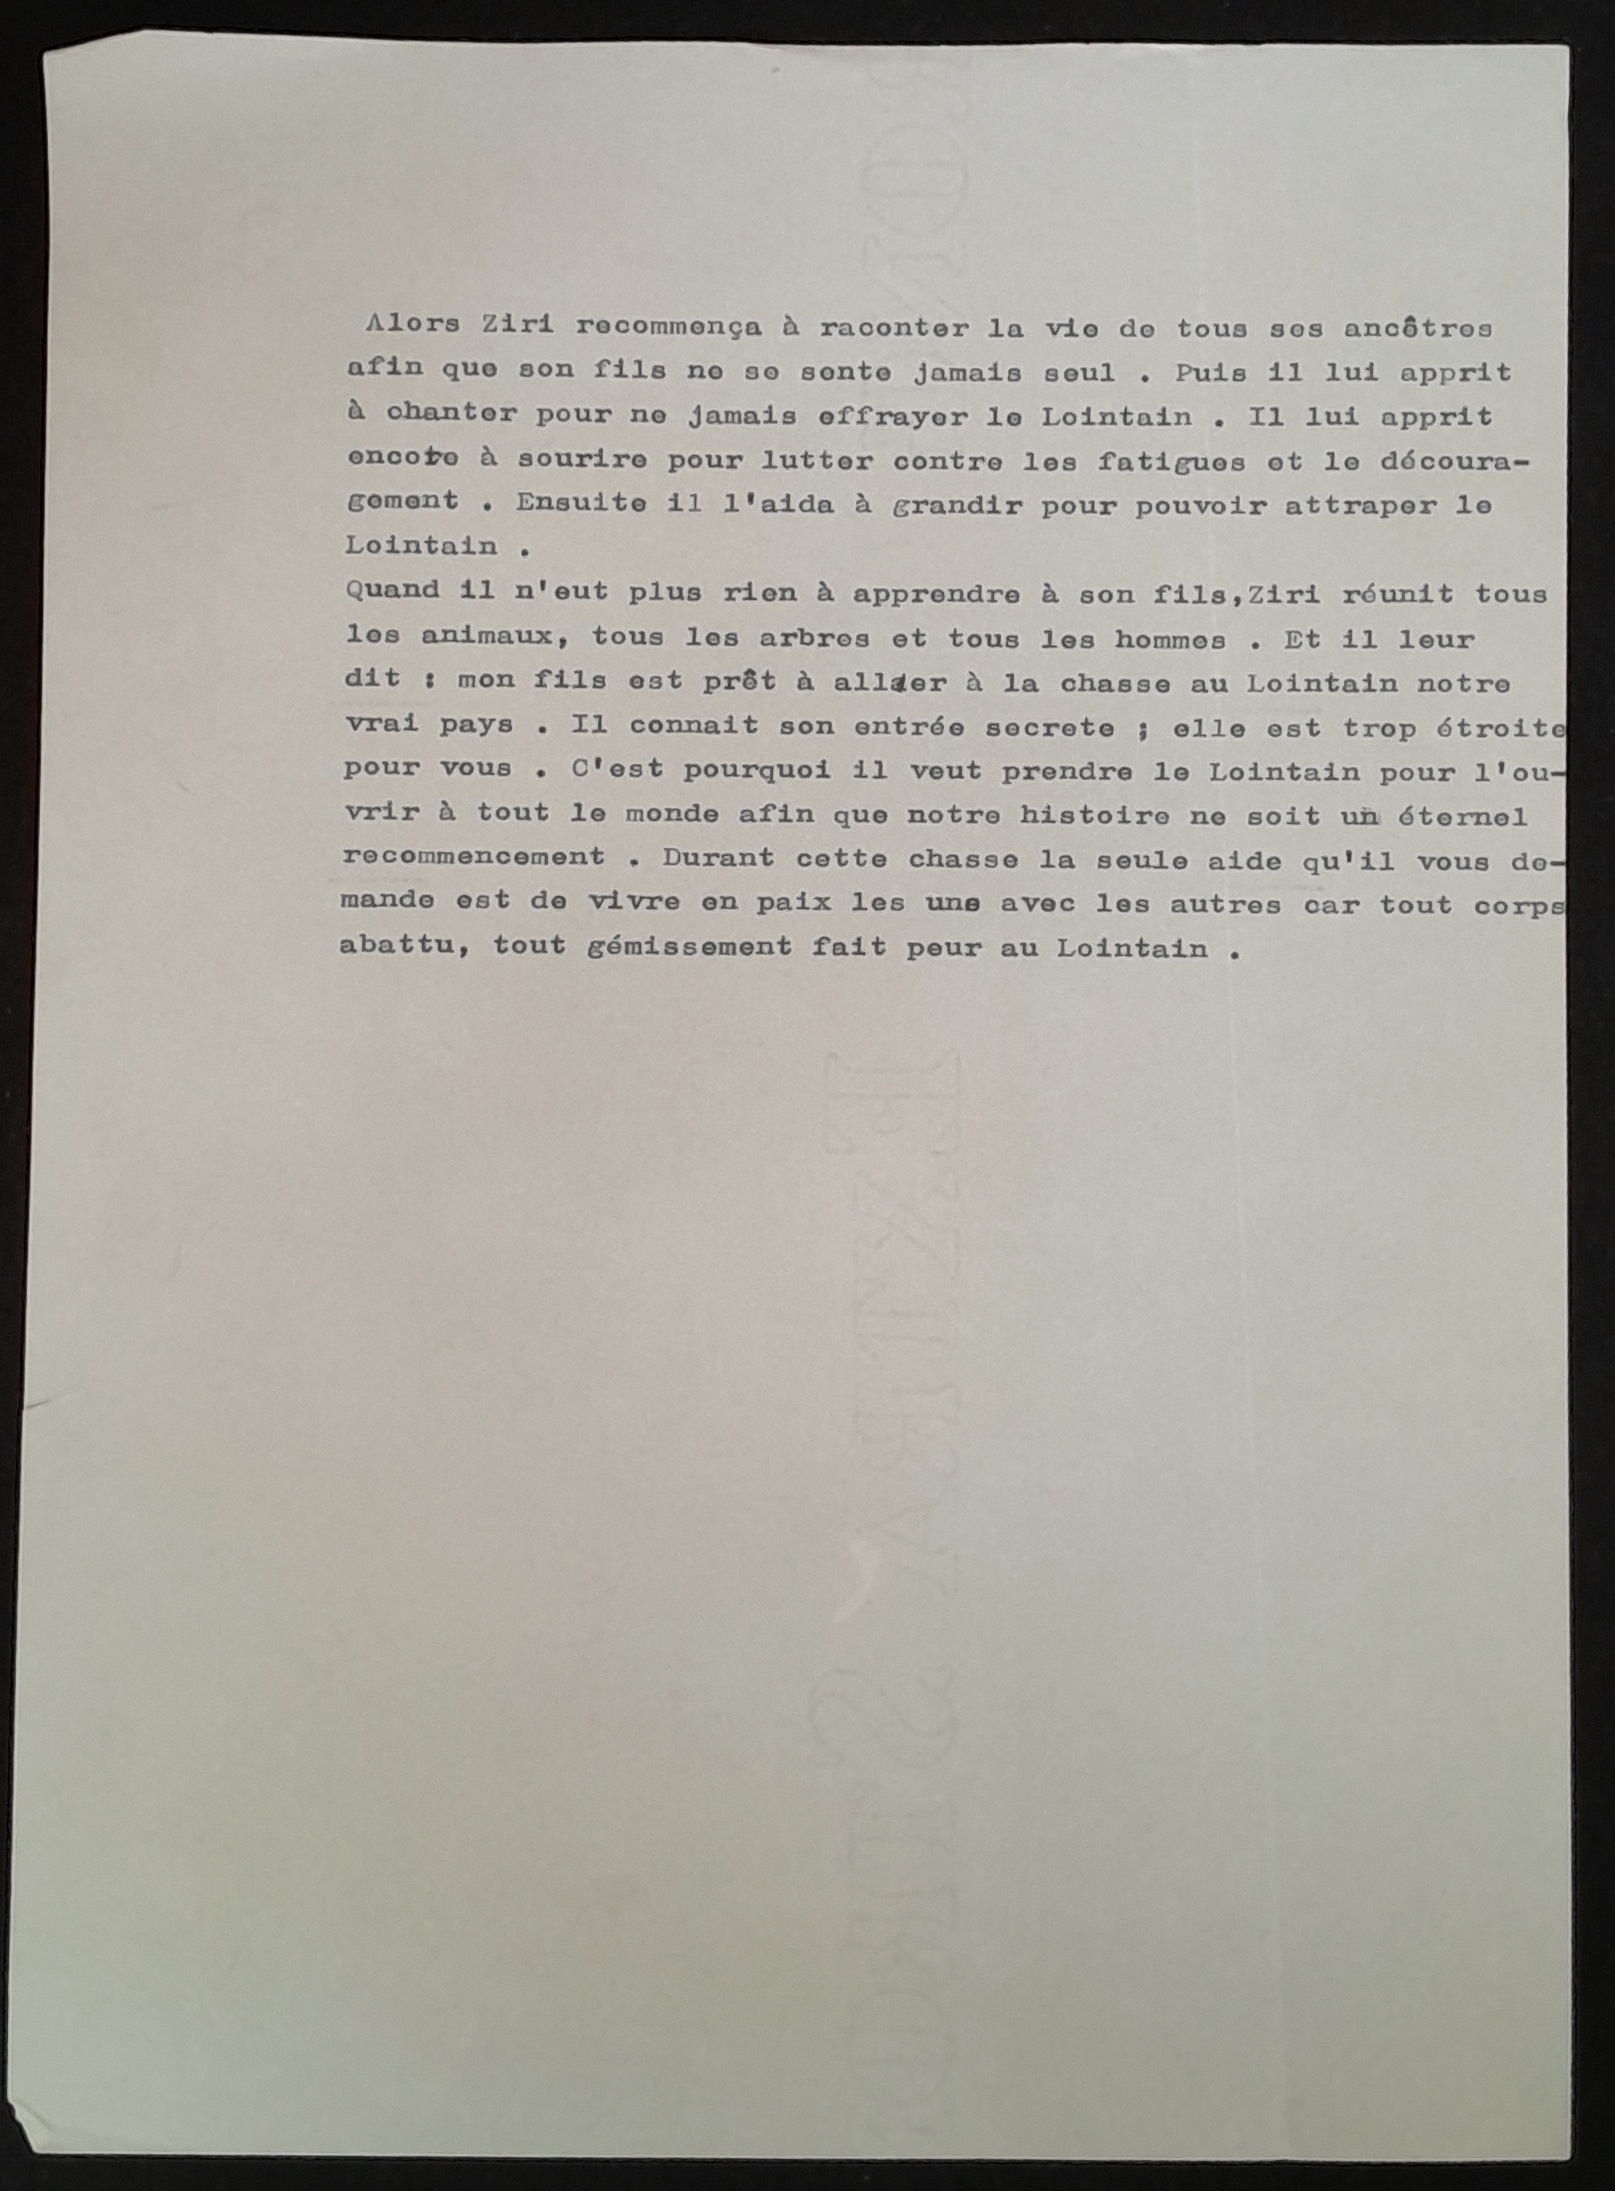 Alors Ziri recommença à raconter la vie de tous ses ancêtres
afin que son fils ne se sente jamais seul . Puis il lui apprit
à chanter pour ne jamais effrayer le Lointain . Il lui apprit
encore à sourire pour lutter contre les fatigues et le découra-
gement . Ensuite il l'aida à grandir pour pouvoir attraper le
Lointain .
Quand il n'eut plus rien à apprendre à son fils,Ziri réunit tous
les animaux, tous les arbres et tous les hommes . Et il leur
dit : mon fils est prêt à aller à la chasse au Lointain notre
vrai pays . Il connait son entrée secrete ; elle est trop étroite
pour vous . C'est pourquoi il veut prendre le Lointain pour l'ou-
vrir à tout le monde afin que notre histoire ne soit un éternel
recommencement . Durant cette chasse la seule aide qu'il vous de-
mande est de vivre en paix les uns avec les autres car tout corps
abattu, tout gémissement fait peur au Lointain .